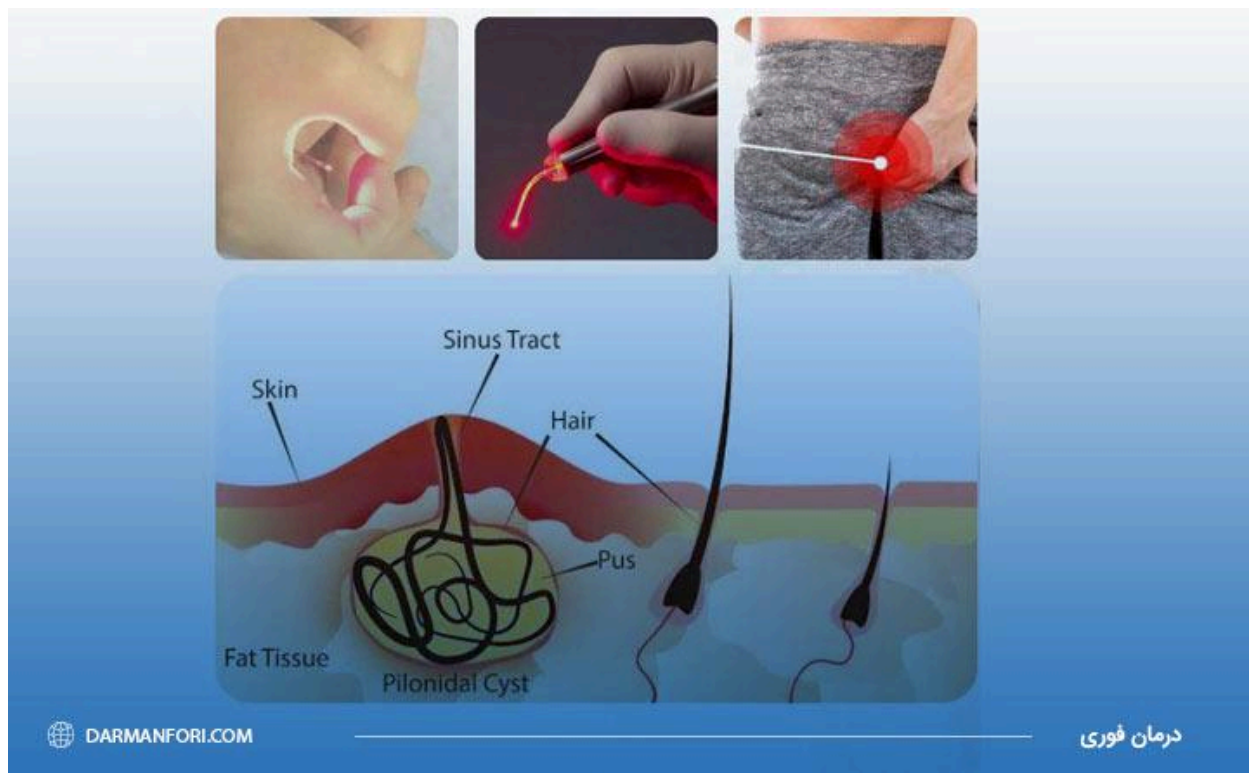 Sinus Tract
Skin
Hair
Pus
Fat Tissue
Pilonidal Cyst
DARMANFORI.COM
درمان فوری